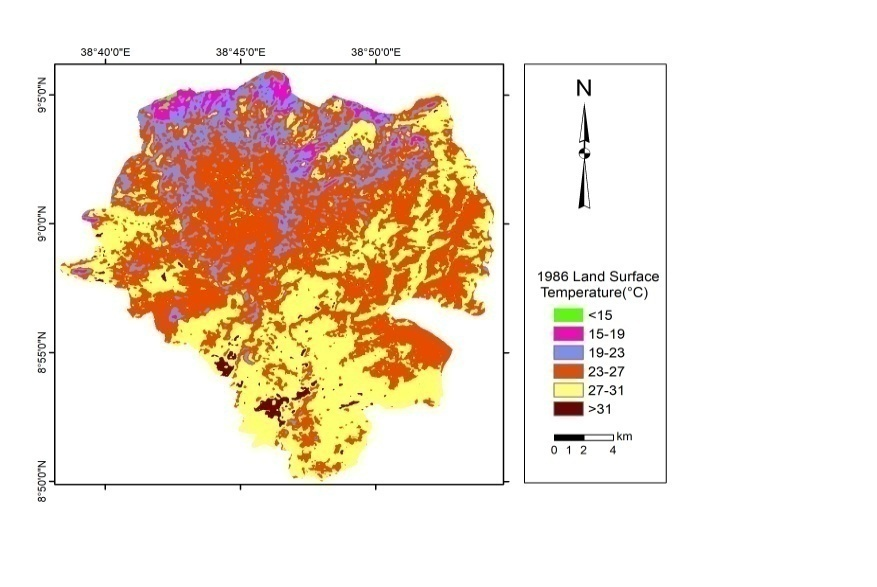 38°40'0"E 38°45'0"E 38°50'0"E
9°5'0"N
9°0'0"N
8°55'0"N
8°50'0"N
N
1986 Land Surface
Temperature(°C)
<15
15-19
19-23
23-27
27-31
>31
km
0 1 2 4